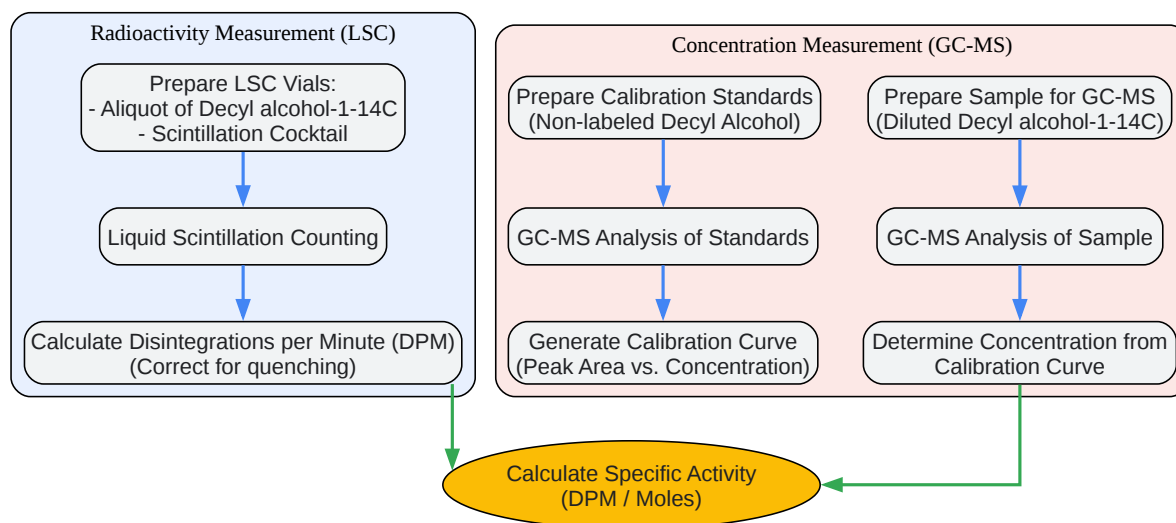 Radioactivity Measurement (LSC)
Prepare LSC Vials:
- Aliquot of Decyl alcohol-1-14C
- Scintillation Cocktail
Liquid Scintillation Counting
Calculate Disintegrations per Minute (DPM)
(Correct for quenching)
Concentration Measurement (GC-MS)
Prepare Calibration Standards
(Non-labeled Decyl Alcohol)
GC-MS Analysis of Standards
Generate Calibration Curve
(Peak Area vs. Concentration)
Prepare Sample for GC-MS
(Diluted Decyl alcohol-1-14C)
GC-MS Analysis of Sample
Determine Concentration from
Calibration Curve
Calculate Specific Activity
(DPM / Moles)